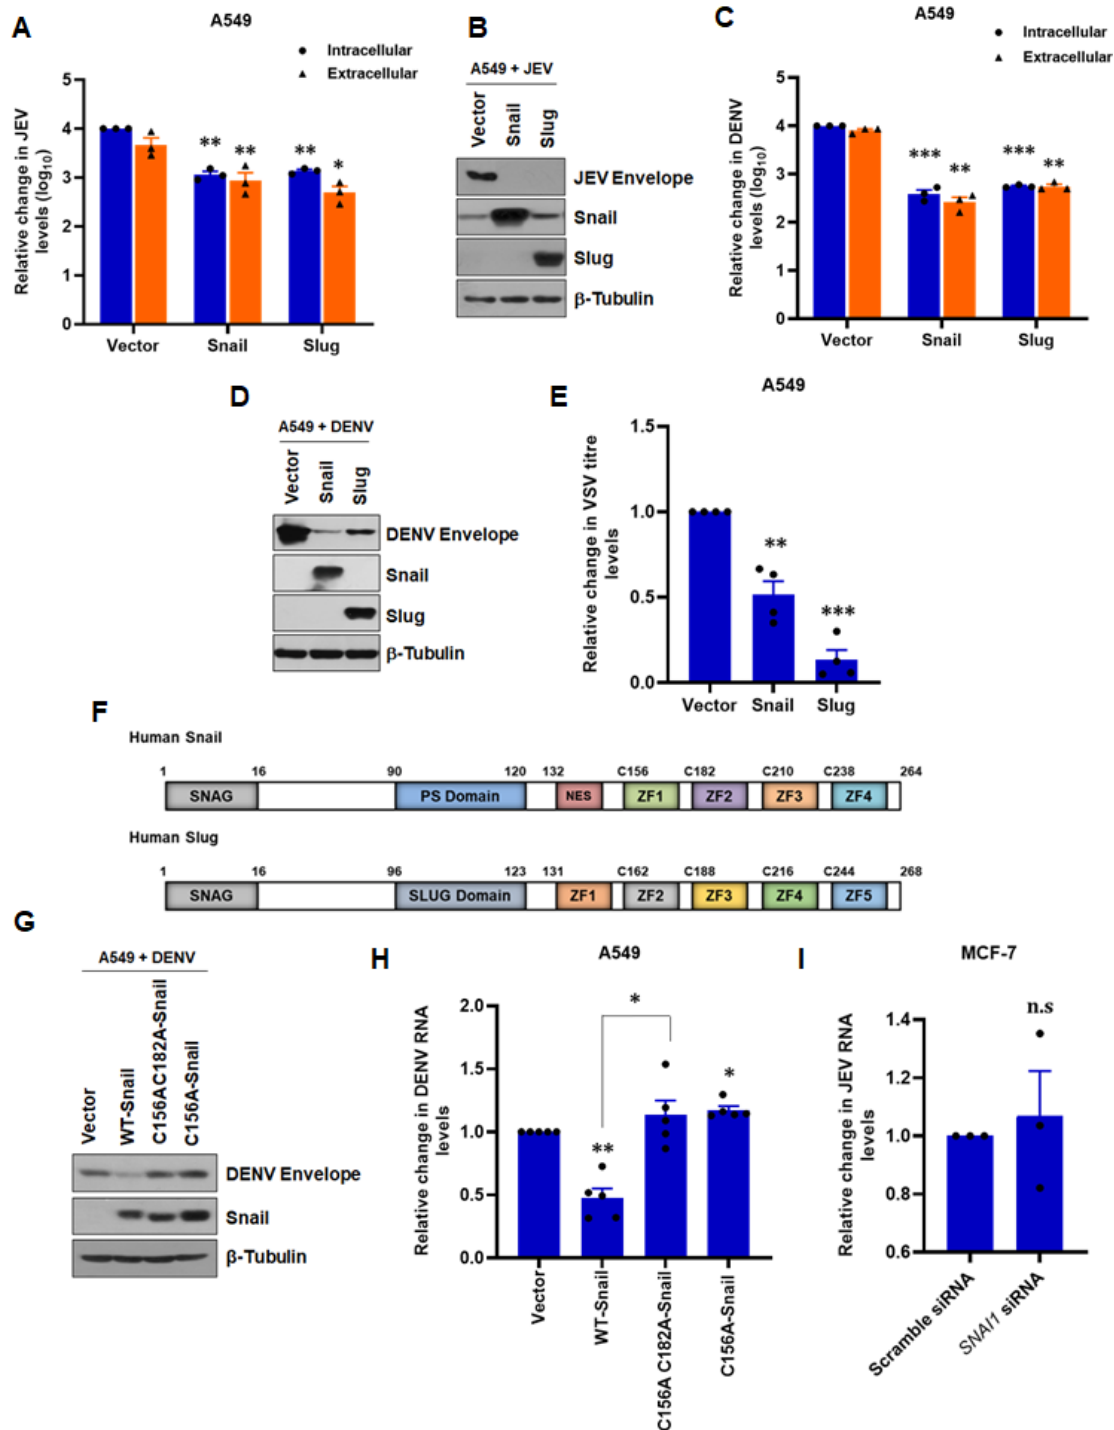 A
A549
Intracellular
Extracellular
Relative change in JEV
levels (log10)
5
4
3
2
1
0
** ** ** *
Vector Snail Slug
B
A549 + JEV
Vector Snail Slug
JEV Envelope
Snail
Slug
β-Tubulin
C
A549
Intracellular
Extracellular
Relative change in DENV
levels (log10)
5
4
3
2
1
0
*** ** *** **
Vector Snail Slug
D
A549 + DENV
Vector Snail Slug
DENV Envelope
Snail
Slug
β-Tubulin
E
A549
Relative change in VSV titre
levels
1.5
1.0
0.5
0.0
** ***
Vector Snail Slug
F
Human Snail
1 16 90 120 132 C156 C182 C210 C238 264
SNAG PS Domain NES ZF1 ZF2 ZF3 ZF4
Human Slug
1 16 96 123 131 C162 C188 C216 C244 268
SNAG SLUG Domain ZF1 ZF2 ZF3 ZF4 ZF5
G
A549 + DENV
Vector WT-Snail C156AC182A-Snail C156A-Snail
DENV Envelope
Snail
β-Tubulin
H
A549
Relative change in DENV RNA
levels
2.0
1.5
1.0
0.5
0.0
** * *
Vector WT-Snail C156A C182A-Snail C156A-Snail
I
MCF-7
Relative change in JEV RNA
levels
1.4
1.2
1.0
0.8
0.6
n.s
Scramble siRNA SNAI1 siRNA